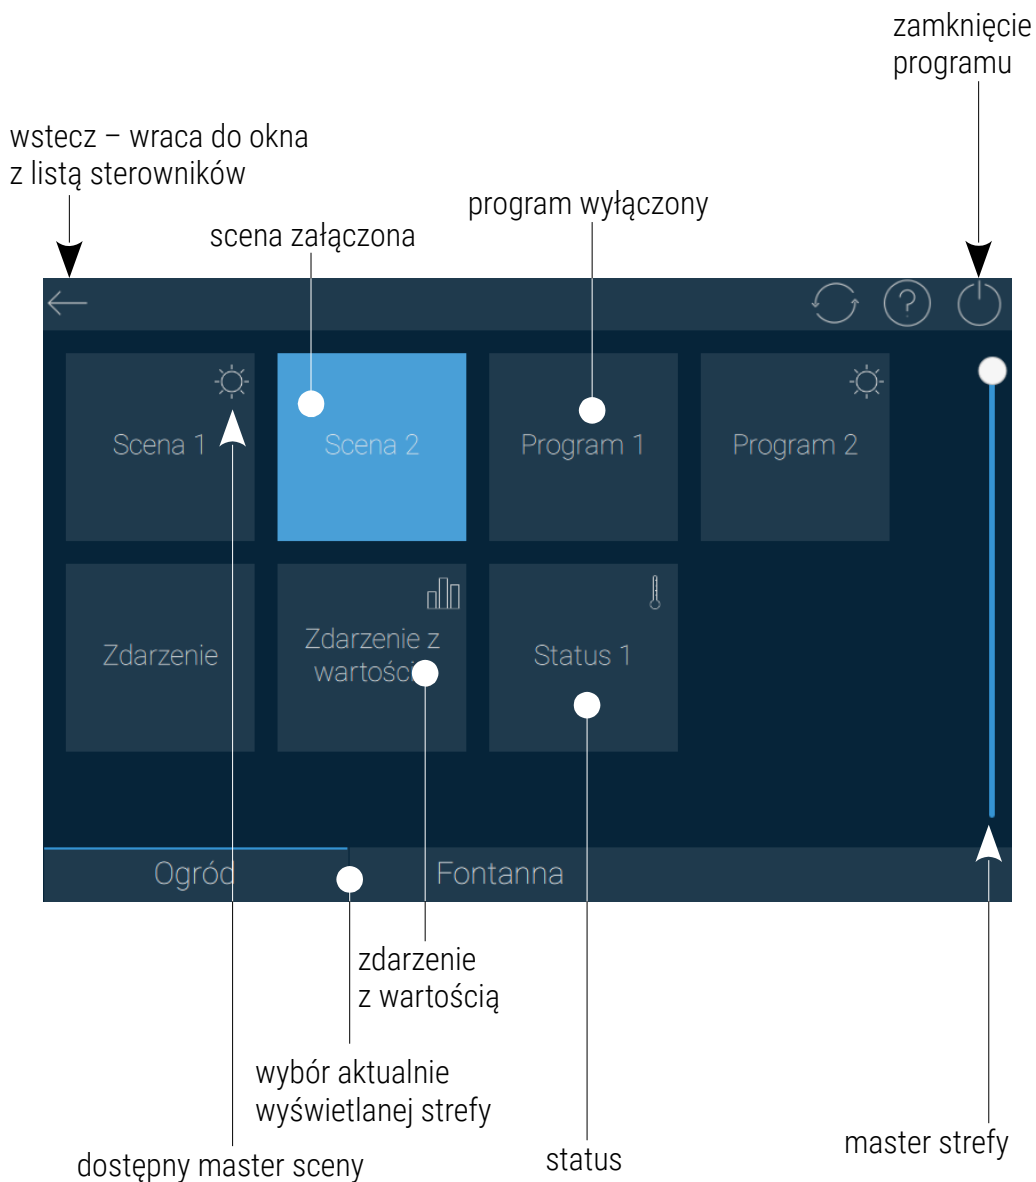 zamknięcie
programu
wstecz – wraca do okna
z listą sterowników
program wyłączony
scena załączona
?
Scena 1
Scena 2
Program 1
Program 2
Zdarzenie
Zdarzenie z
wartości
Status 1
Ogród
Fontanna
zdarzenie
z wartością
wybór aktualnie
wyświetlanej strefy
dostępny master sceny
status
master strefy